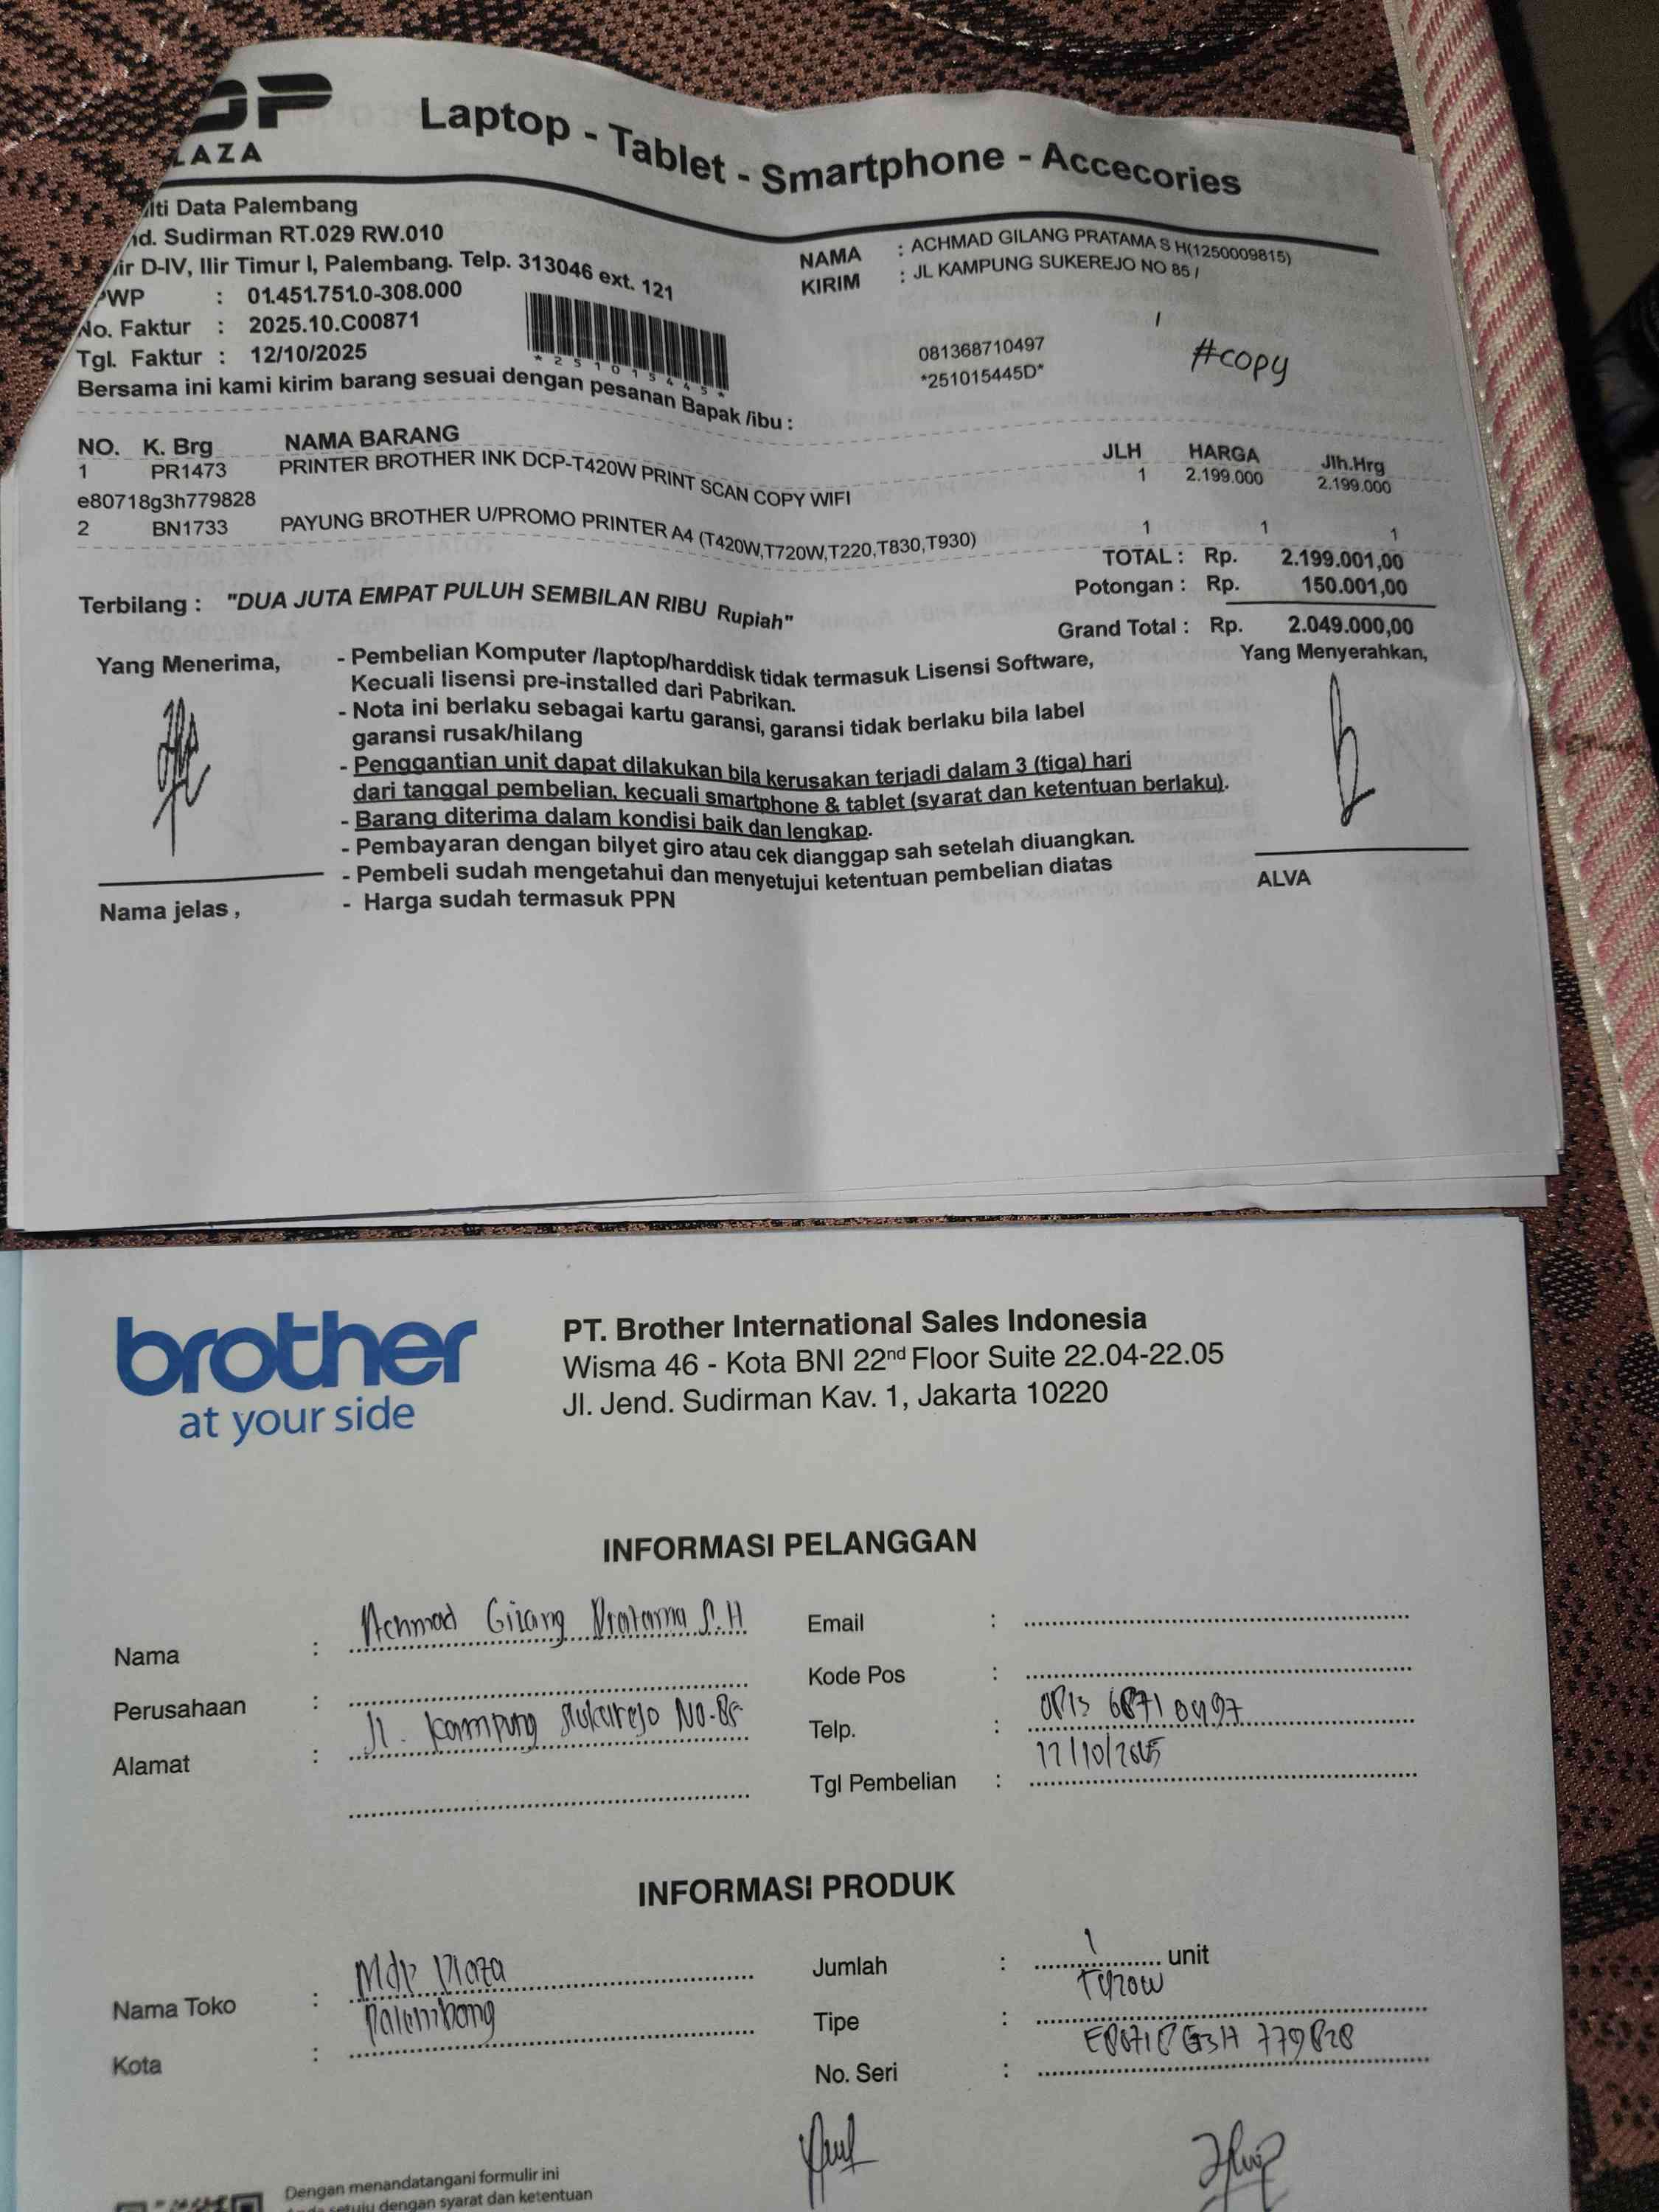 DP
LAZA
Laptop - Tablet - Smartphone - Accecories
lti Data Palembang
nd. Sudirman RT.029 RW.010
ir D-IV, Ilir Timur I, Palembang. Telp. 313046 ext. 121
PWP : 01.451.751.0-308.000
No. Faktur : 2025.10.C00871
Tgl. Faktur : 12/10/2025
*251015445*
NAMA : ACHMAD GILANG PRATAMA S H(1250009815)
KIRIM : JL KAMPUNG SUKEREJO NO 85 /
/
081368710497
*251015445D*
#copy
Bersama ini kami kirim barang sesuai dengan pesanan Bapak /ibu :
NO. K. Brg NAMA BARANG JLH HARGA Jlh.Hrg
1 PR1473 PRINTER BROTHER INK DCP-T420W PRINT SCAN COPY WIFI 1 2.199.000 2.199.000
e80718g3h779828
2 BN1733 PAYUNG BROTHER U/PROMO PRINTER A4 (T420W,T720W,T220,T830,T930) 1 1 1
TOTAL : Rp. 2.199.001,00
Potongan : Rp. 150.001,00
Grand Total : Rp. 2.049.000,00
Terbilang : "DUA JUTA EMPAT PULUH SEMBILAN RIBU Rupiah"
Yang Menerima,
- Pembelian Komputer /laptop/harddisk tidak termasuk Lisensi Software,
Kecuali lisensi pre-installed dari Pabrikan.
- Nota ini berlaku sebagai kartu garansi, garansi tidak berlaku bila label
garansi rusak/hilang
- Penggantian unit dapat dilakukan bila kerusakan terjadi dalam 3 (tiga) hari
dari tanggal pembelian, kecuali smartphone & tablet (syarat dan ketentuan berlaku).
- Barang diterima dalam kondisi baik dan lengkap.
- Pembayaran dengan bilyet giro atau cek dianggap sah setelah diuangkan.
- Pembeli sudah mengetahui dan menyetujui ketentuan pembelian diatas
- Harga sudah termasuk PPN
Yang Menyerahkan,
ALVA
Nama jelas ,
brother
at your side
PT. Brother International Sales Indonesia
Wisma 46 - Kota BNI 22nd Floor Suite 22.04-22.05
Jl. Jend. Sudirman Kav. 1, Jakarta 10220
INFORMASI PELANGGAN
Nama : Achmad Gilang Pratama S.H
Perusahaan :
Alamat : Jl. Kampung Sukarejo No.85
Email :
Kode Pos :
Telp. : 0813 68710497
Tgl Pembelian : 12/10/2025
INFORMASI PRODUK
Nama Toko : Mdp Plaza
Kota : Palembang
Jumlah : 1 unit
Tipe : T420W
No. Seri : E80718G3H 779828
Dengan menandatangani formulir ini
setuju dengan syarat dan ketentuan